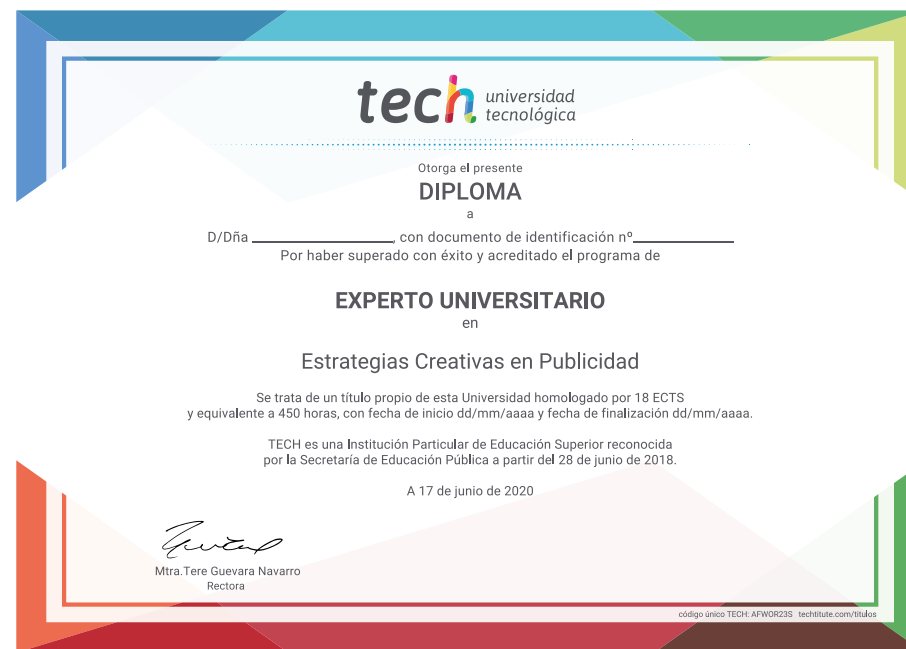 tech universidad
tecnológica
Otorga el presente
DIPLOMA
a
D/Dña ____________________, con documento de identificación nº______________
Por haber superado con éxito y acreditado el programa de
EXPERTO UNIVERSITARIO
en
Estrategias Creativas en Publicidad
Se trata de un título propio de esta Universidad homologado por 18 ECTS
y equivalente a 450 horas, con fecha de inicio dd/mm/aaaa y fecha de finalización dd/mm/aaaa.
TECH es una Institución Particular de Educación Superior reconocida
por la Secretaría de Educación Pública a partir del 28 de junio de 2018.
A 17 de junio de 2020
Mtra.Tere Guevara Navarro
Rectora
código único TECH: AFWOR23S techtitute.com/titulos